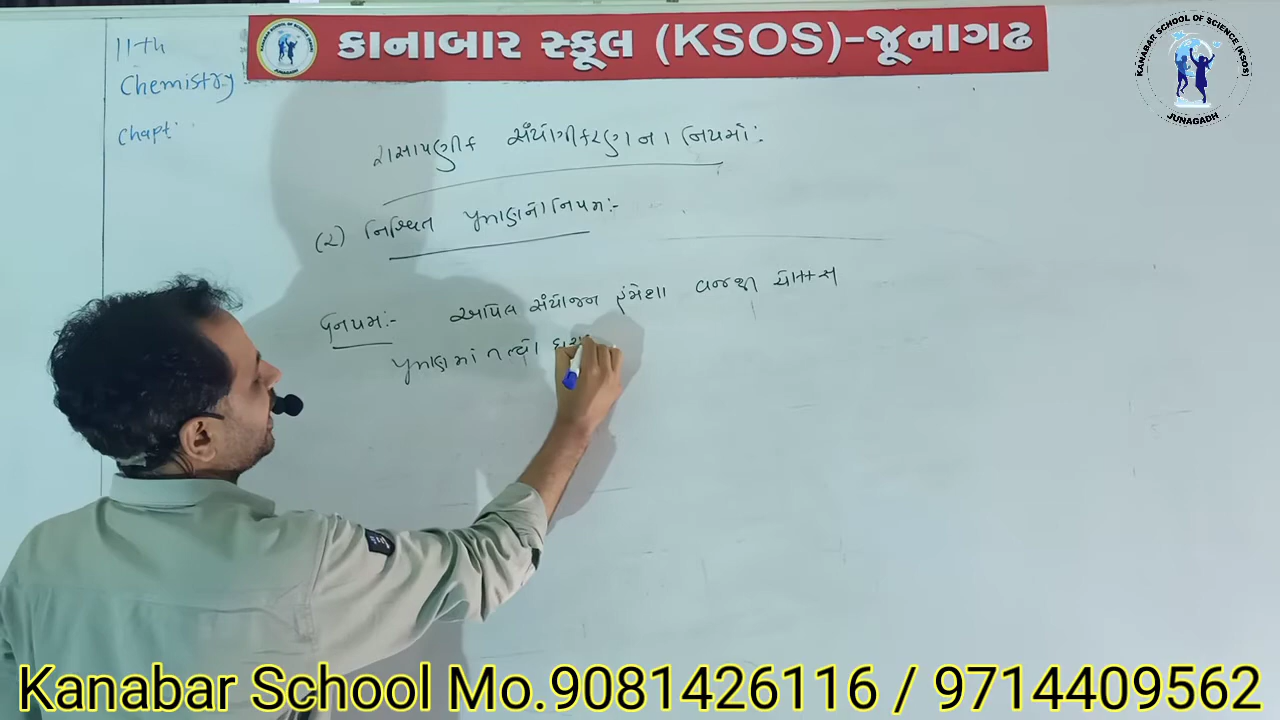 કાનાબાર સ્કૂલ (KSOS)-જૂનાગઢ
KANABAR SCHOOL OF SCIENCE (KSOS)
JUNAGADH
11th
Chemistry
Chapt:
રાસાયણીક સંયોગીકરણના નિયમો:
(૨) નિશ્ચિત પ્રમાણનો નિયમ:-
નિયમ:- આપેલ સંયોજન હંમેશા વજનથી ચોક્કસ
પ્રમાણમાં તત્વો ધરા
Kanabar School Mo.9081426116 / 9714409562